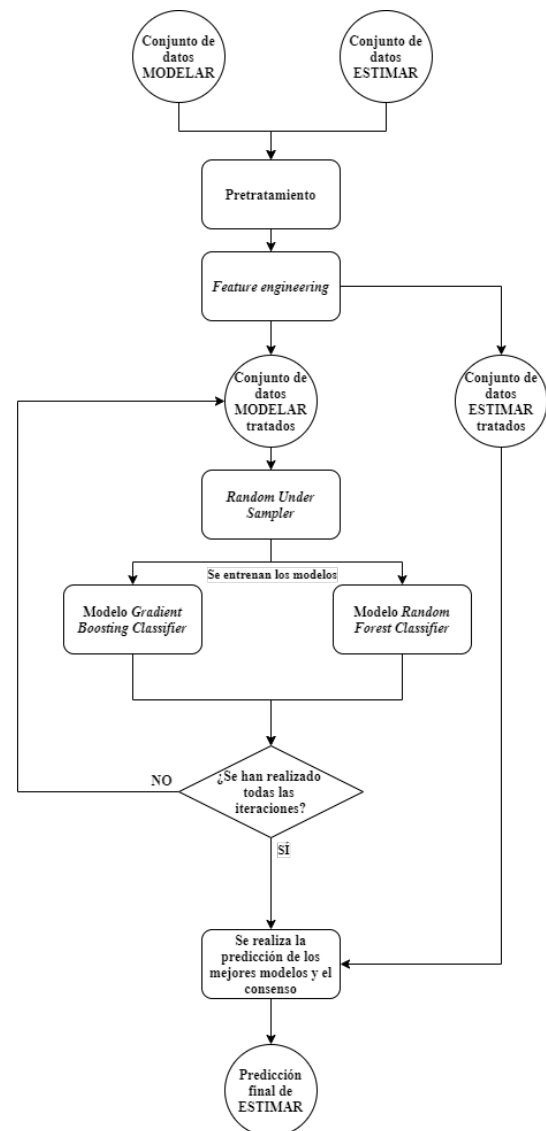 Conjunto de
datos
MODELAR
Conjunto de
datos
ESTIMAR
Pretratamiento
Feature engineering
Conjunto de
datos
MODELAR
tratados
Conjunto de
datos
ESTIMAR
tratados
Random Under
Sampler
Se entrenan los modelos
Modelo Gradient
Boosting Classifier
Modelo Random
Forest Classifier
NO
¿Se han realizado
todas las
iteraciones?
SÍ
Se realiza la
predicción de los
mejores modelos y el
consenso
Predicción
final de
ESTIMAR